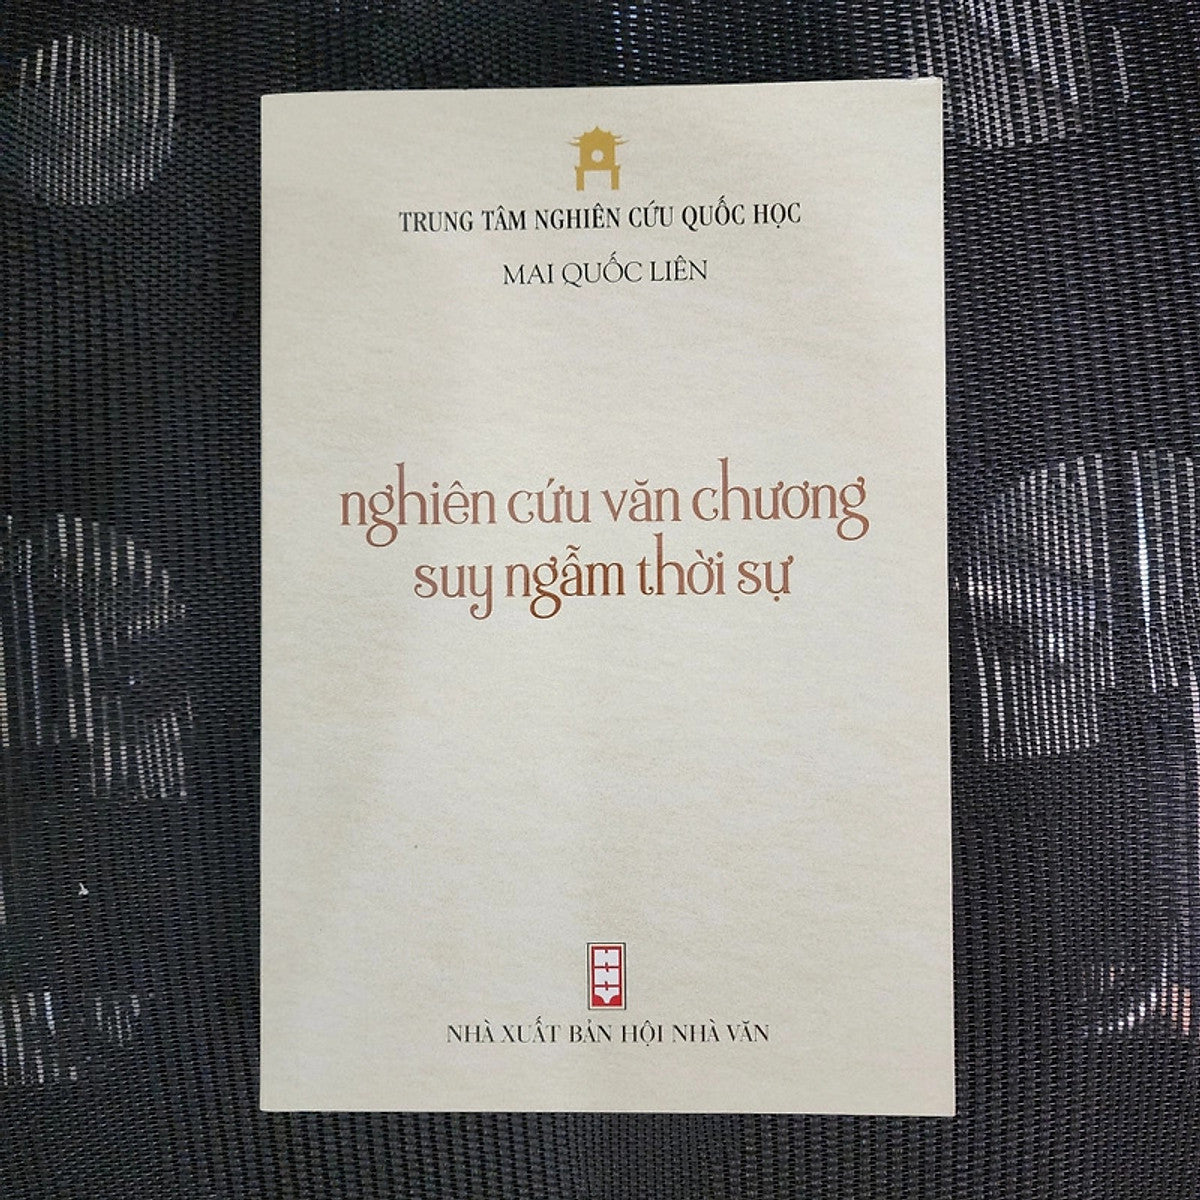 TRUNG TÂM NGHIÊN CỨU QUỐC HỌC
MAI QUỐC LIÊN
nghiên cứu văn chương
suy ngẫm thời sự
NHÀ XUẤT BẢN HỘI NHÀ VĂN